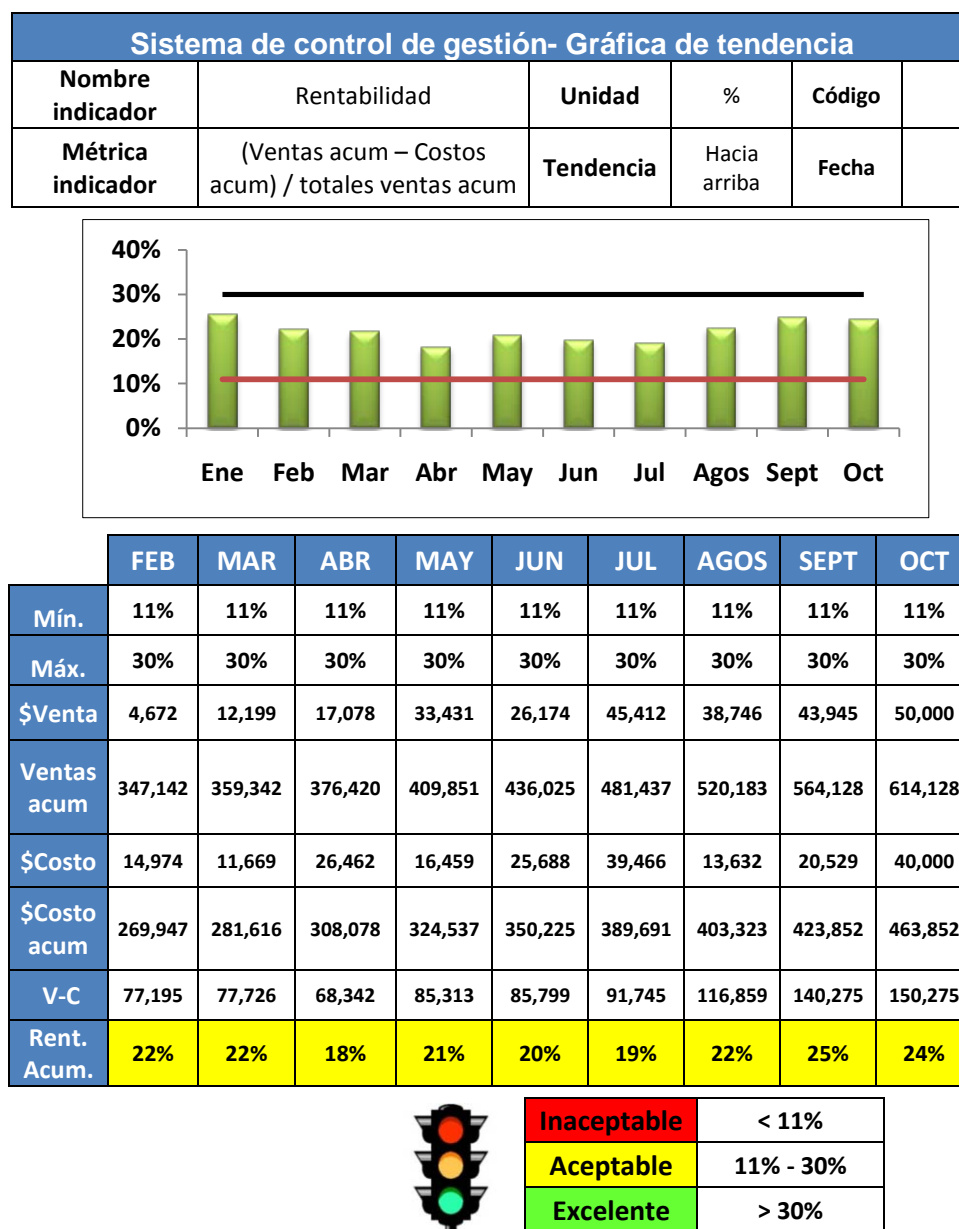 Sistema de control de gestión- Gráfica de tendencia
Nombre indicador Rentabilidad Unidad % Código
Métrica indicador (Ventas acum – Costos acum) / totales ventas acum Tendencia Hacia arriba Fecha
40%
30%
20%
10%
0%
Ene Feb Mar Abr May Jun Jul Agos Sept Oct
FEB MAR ABR MAY JUN JUL AGOS SEPT OCT
Mín. 11% 11% 11% 11% 11% 11% 11% 11% 11%
Máx. 30% 30% 30% 30% 30% 30% 30% 30% 30%
$Venta 4,672 12,199 17,078 33,431 26,174 45,412 38,746 43,945 50,000
Ventas acum 347,142 359,342 376,420 409,851 436,025 481,437 520,183 564,128 614,128
$Costo 14,974 11,669 26,462 16,459 25,688 39,466 13,632 20,529 40,000
$Costo acum 269,947 281,616 308,078 324,537 350,225 389,691 403,323 423,852 463,852
V-C 77,195 77,726 68,342 85,313 85,799 91,745 116,859 140,275 150,275
Rent. Acum. 22% 22% 18% 21% 20% 19% 22% 25% 24%
Inaceptable < 11%
Aceptable 11% - 30%
Excelente > 30%